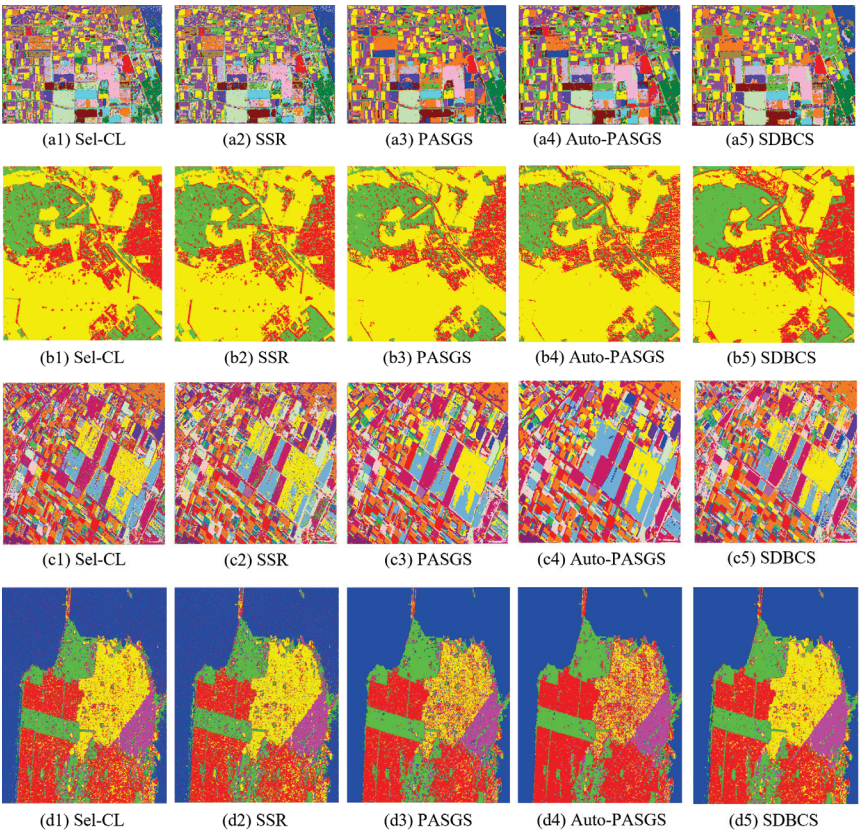 (a1) Sel-CL (a2) SSR (a3) PASGS (a4) Auto-PASGS (a5) SDBCS
(b1) Sel-CL (b2) SSR (b3) PASGS (b4) Auto-PASGS (b5) SDBCS
(c1) Sel-CL (c2) SSR (c3) PASGS (c4) Auto-PASGS (c5) SDBCS
(d1) Sel-CL (d2) SSR (d3) PASGS (d4) Auto-PASGS (d5) SDBCS